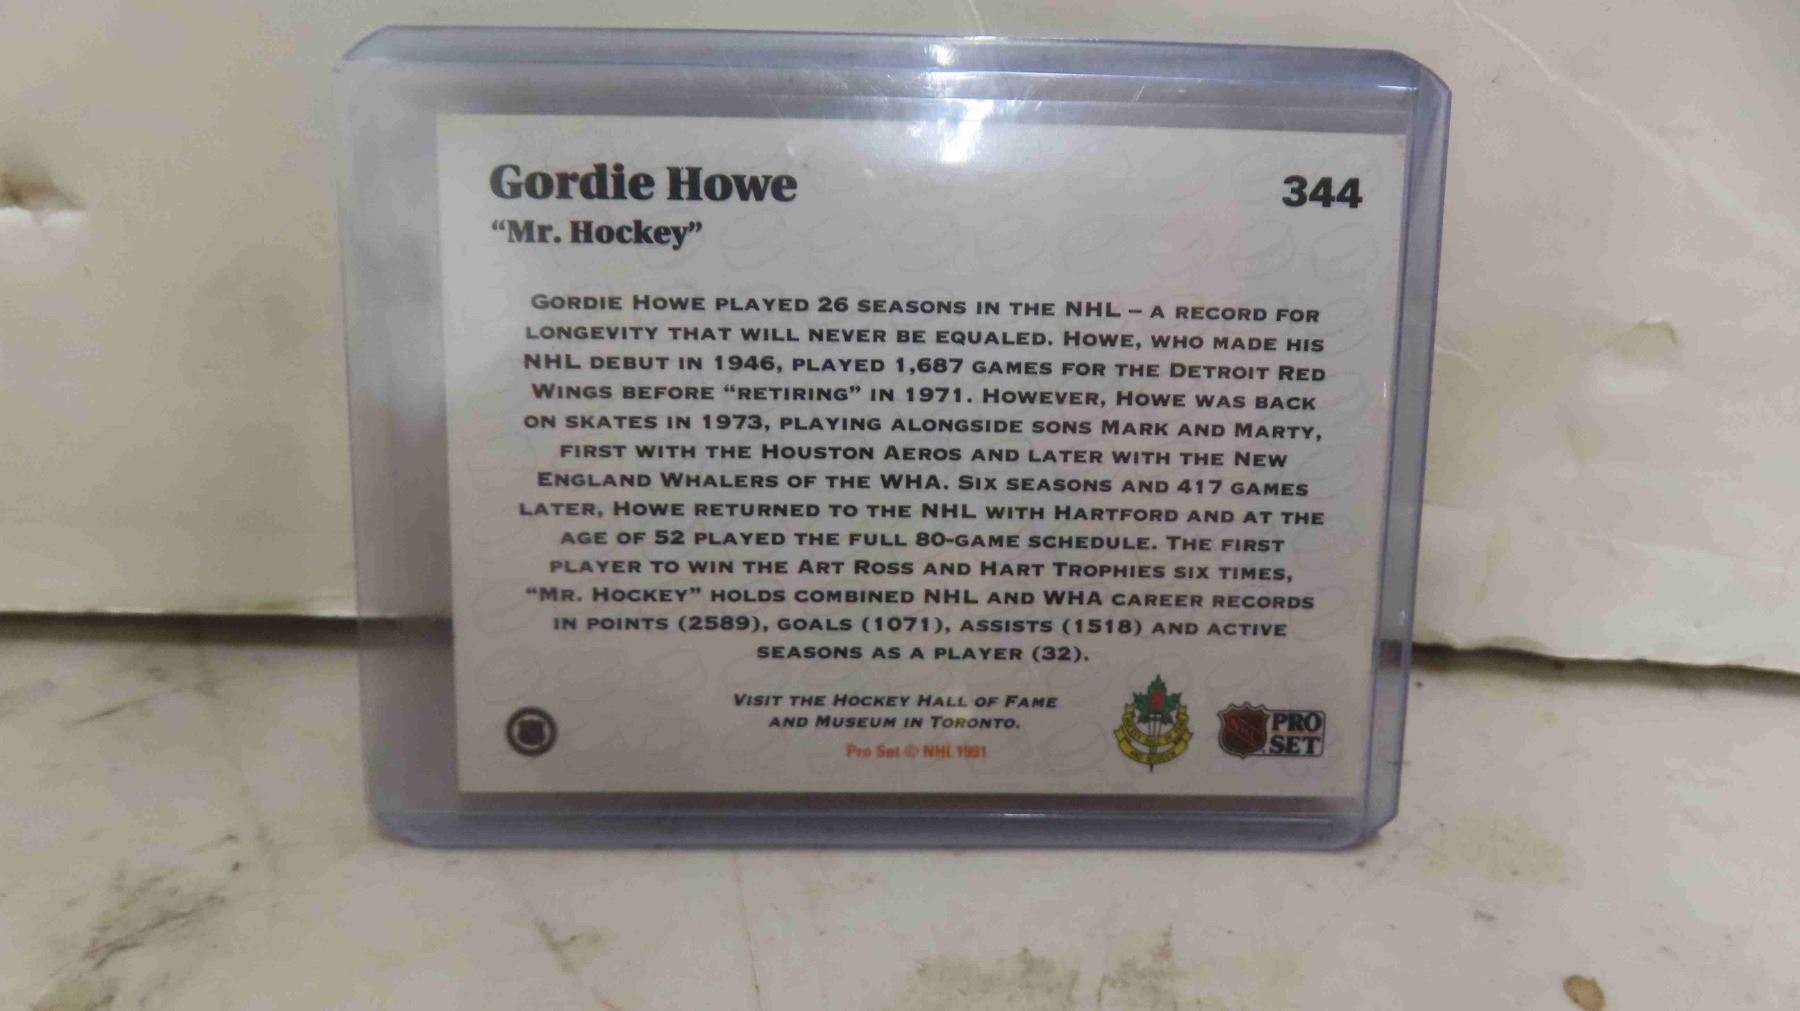 Gordie Howe
344
“Mr. Hockey”
GORDIE HOWE PLAYED 26 SEASONS IN THE NHL – A RECORD FOR
LONGEVITY THAT WILL NEVER BE EQUALED. HOWE, WHO MADE HIS
NHL DEBUT IN 1946, PLAYED 1,687 GAMES FOR THE DETROIT RED
WINGS BEFORE “RETIRING” IN 1971. HOWEVER, HOWE WAS BACK
ON SKATES IN 1973, PLAYING ALONGSIDE SONS MARK AND MARTY,
FIRST WITH THE HOUSTON AEROS AND LATER WITH THE NEW
ENGLAND WHALERS OF THE WHA. SIX SEASONS AND 417 GAMES
LATER, HOWE RETURNED TO THE NHL WITH HARTFORD AND AT THE
AGE OF 52 PLAYED THE FULL 80-GAME SCHEDULE. THE FIRST
PLAYER TO WIN THE ART ROSS AND HART TROPHIES SIX TIMES,
“MR. HOCKEY” HOLDS COMBINED NHL AND WHA CAREER RECORDS
IN POINTS (2589), GOALS (1071), ASSISTS (1518) AND ACTIVE
SEASONS AS A PLAYER (32).
VISIT THE HOCKEY HALL OF FAME
AND MUSEUM IN TORONTO.
Pro Set © NHL 1991
NHL
PRO
SET